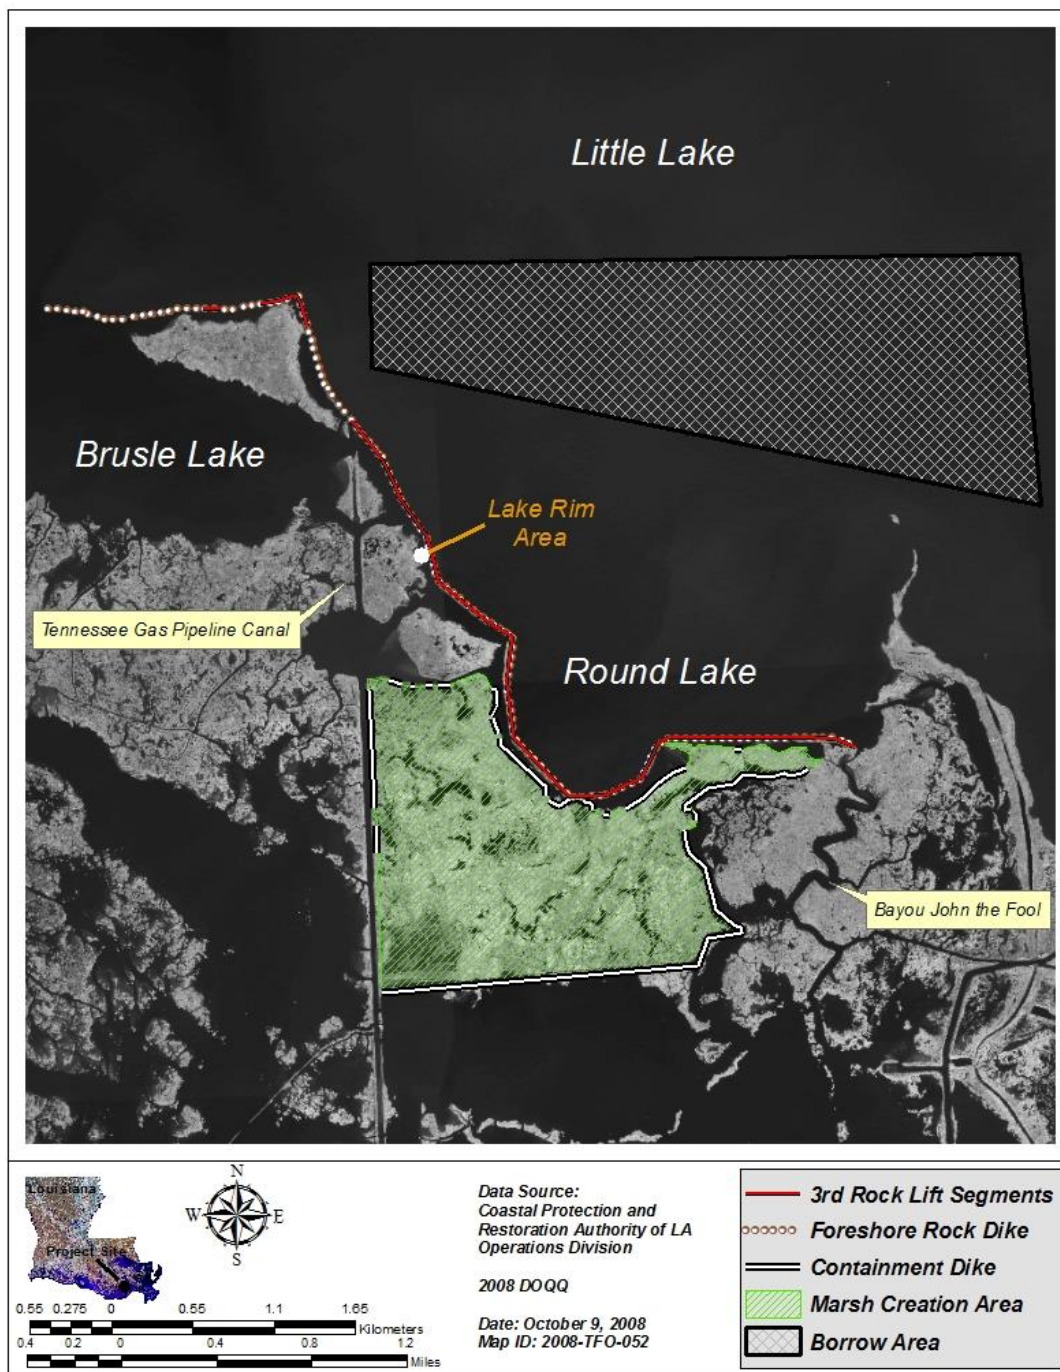 Little Lake
Brusle Lake
Lake Rim
Area
Tennessee Gas Pipeline Canal
Round Lake
Bayou John the Fool
Louisiana
Project Site
N
W
E
S
0.55 0.275 0 0.55 1.1 1.65
Kilometers
0.4 0.2 0 0.4 0.8 1.2
Miles
Data Source:
Coastal Protection and
Restoration Authority of LA
Operations Division
2008 DOQQ
Date: October 9, 2008
Map ID: 2008-TFO-052
3rd Rock Lift Segments
Foreshore Rock Dike
Containment Dike
Marsh Creation Area
Borrow Area